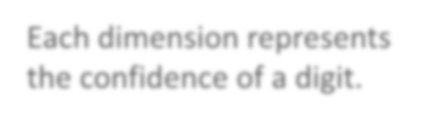 Each dimension represents
the confidence of a digit.